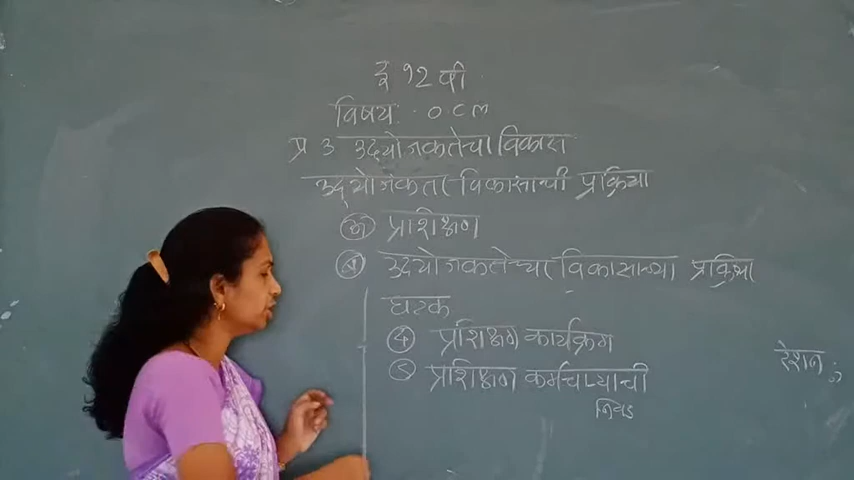 इ १२ वी
विषय: O C M
प्र ३ उद्योजकतेचा विकास
उद्योजकता विकासाची प्रक्रिया
अ प्रशिक्षण
ब उद्योजकतेच्या विकासाच्या प्रक्रिया
घटक
४ प्रशिक्षण कार्यक्रम
५ प्रशिक्षण कर्मचाऱ्यांची
निवड